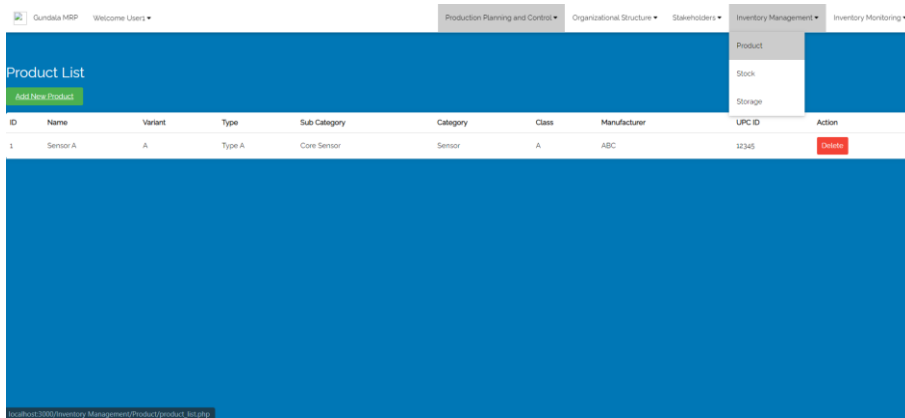 Gundala MRP Welcome Users Production Planning and Control Organizational Structure Stakeholders Inventory Management Inventory Monitoring
Product
Stock
Storage
Product List
Add New Product
ID Name Variant Type Sub Category Category Class Manufacturer UPC ID Action
1 Sensor A A Type A Core Sensor Sensor A ABC 12345 Delete
localhost:3000/Inventory Management/Product/product_list.php